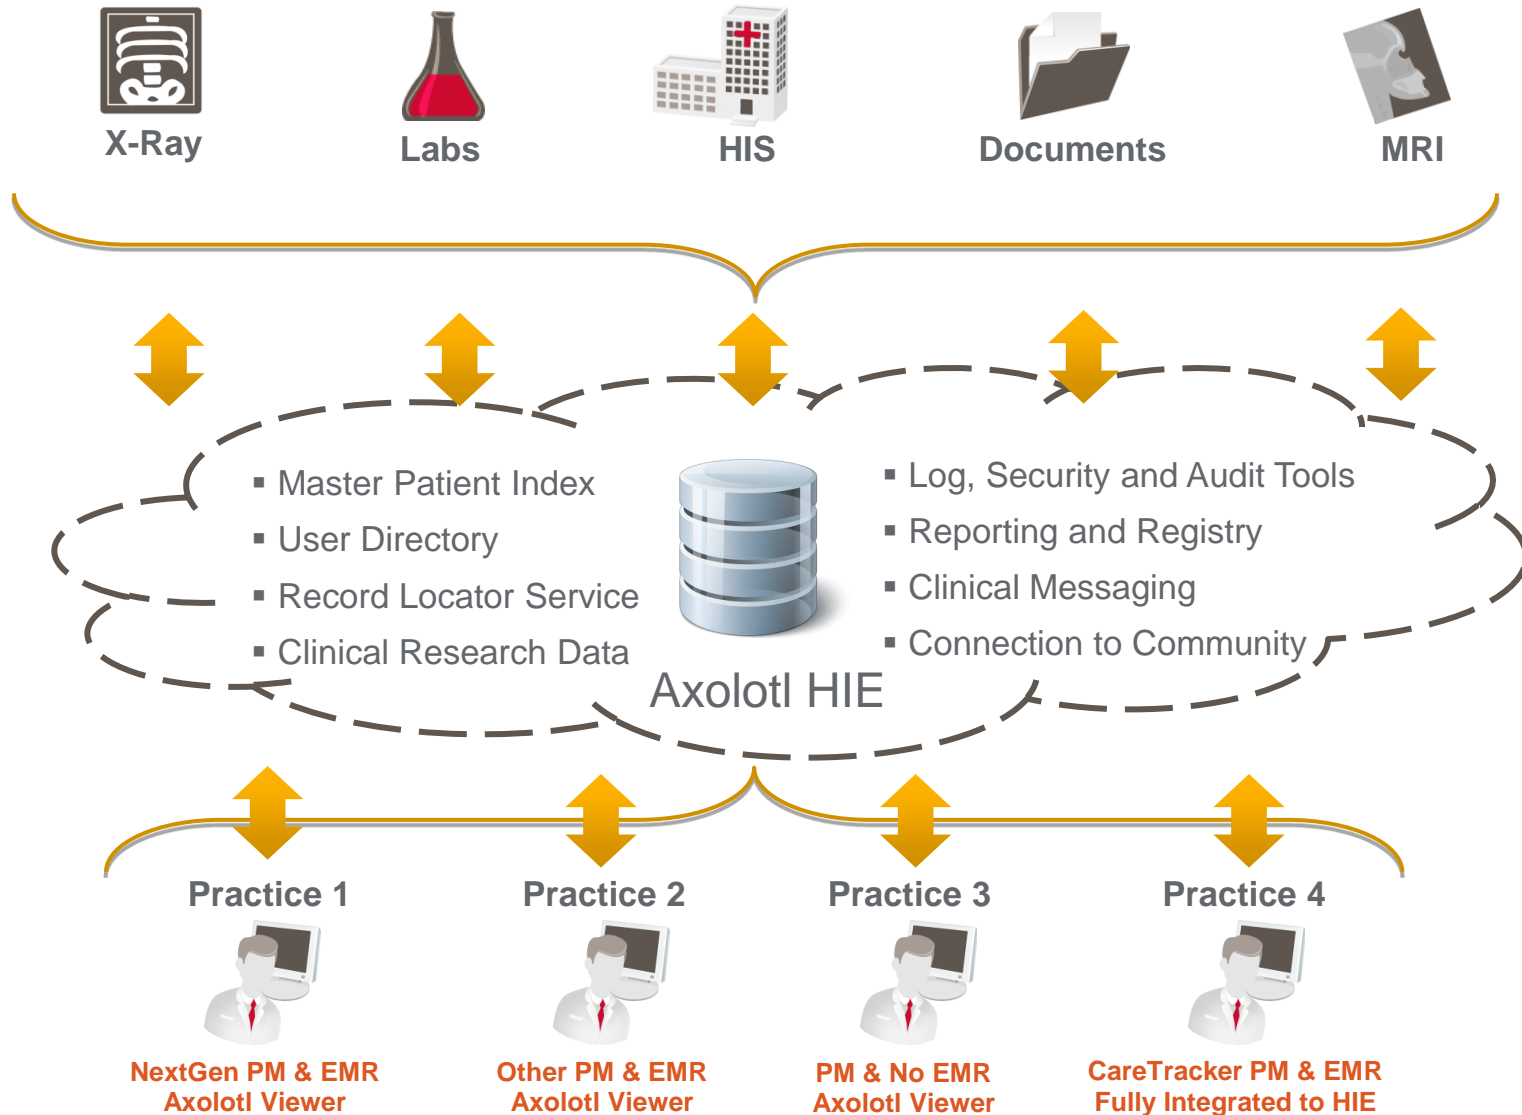 X-Ray
Labs
HIS
Documents
MRI
▪ Master Patient Index
▪ User Directory
▪ Record Locator Service
▪ Clinical Research Data
▪ Log, Security and Audit Tools
▪ Reporting and Registry
▪ Clinical Messaging
▪ Connection to Community
Axolotl HIE
Practice 1
Practice 2
Practice 3
Practice 4
NextGen PM & EMR
Axolotl Viewer
Other PM & EMR
Axolotl Viewer
PM & No EMR
Axolotl Viewer
CareTracker PM & EMR
Fully Integrated to HIE